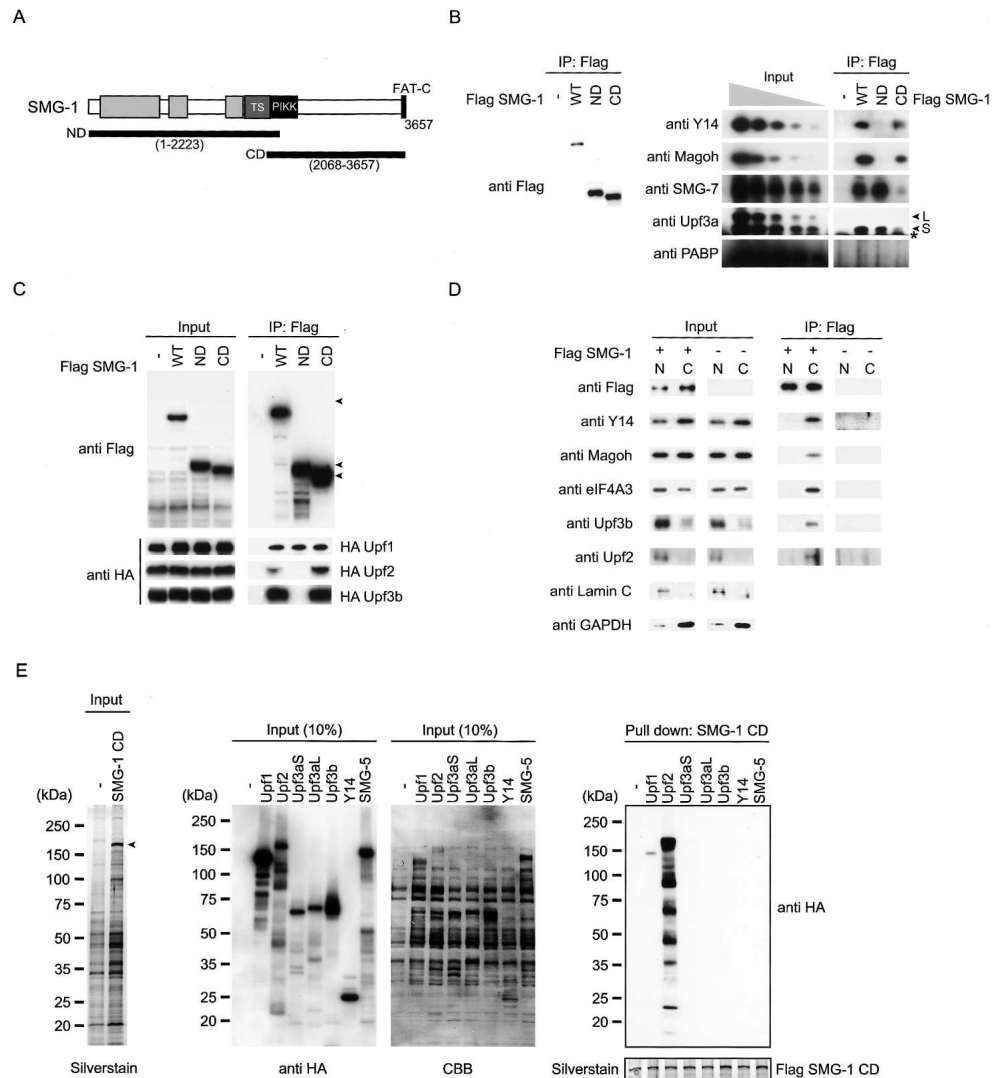 A
SMG-1
TS
PIKK
FAT-C
3657
ND
(1-2223)
CD
(2068-3657)
B
IP: Flag
Flag SMG-1
-
WT
ND
CD
anti Flag
Input
IP: Flag
-
WT
ND
CD
Flag SMG-1
anti Y14
anti Magoh
anti SMG-7
anti Upf3a
L
S
*
anti PABP
C
Input
IP: Flag
Flag SMG-1
-
WT
ND
CD
-
WT
ND
CD
anti Flag
anti HA
HA Upf1
HA Upf2
HA Upf3b
D
Input
IP: Flag
Flag SMG-1
+ + - - + + - -
N C N C N C N C
anti Flag
anti Y14
anti Magoh
anti eIF4A3
anti Upf3b
anti Upf2
anti Lamin C
anti GAPDH
E
Input
-
SMG-1 CD
(kDa)
250
150
100
75
50
35
25
20
Silverstain
Input (10%)
-
Upf1
Upf2
Upf3aS
Upf3aL
Upf3b
Y14
SMG-5
(kDa)
250
150
100
75
50
35
25
20
anti HA
Input (10%)
-
Upf1
Upf2
Upf3aS
Upf3aL
Upf3b
Y14
SMG-5
CBB
Pull down: SMG-1 CD
-
Upf1
Upf2
Upf3aS
Upf3aL
Upf3b
Y14
SMG-5
(kDa)
250
150
100
75
50
35
25
20
anti HA
Silverstain
Flag SMG-1 CD